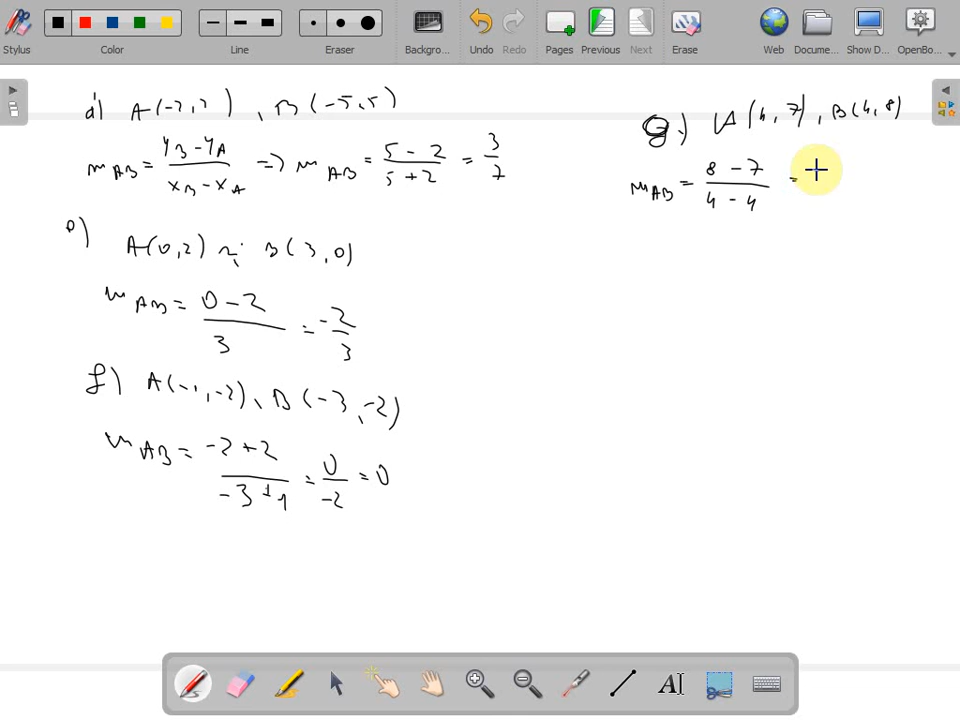 Stylus Color Line Eraser Backgro... Undo Redo Pages Previous Next Erase Web Docume... Show D... OpenBo...
d) A(-2,2), B(-5,5)
m_AB = (y_B - y_A)/(x_B - x_A) => m_AB = (5 - 2)/(5 + 2) = 3/7
e)
A(0,2) B(3,0)
m_AB = (0 - 2)/3 = -2/3
f) A(-1,-2), B(-3,-2)
m_AB = (-2 + 2)/(-3 + 1) = 0/-2 = 0
g) A(4,7), B(4,8)
m_AB = (8 - 7)/(4 - 4) =